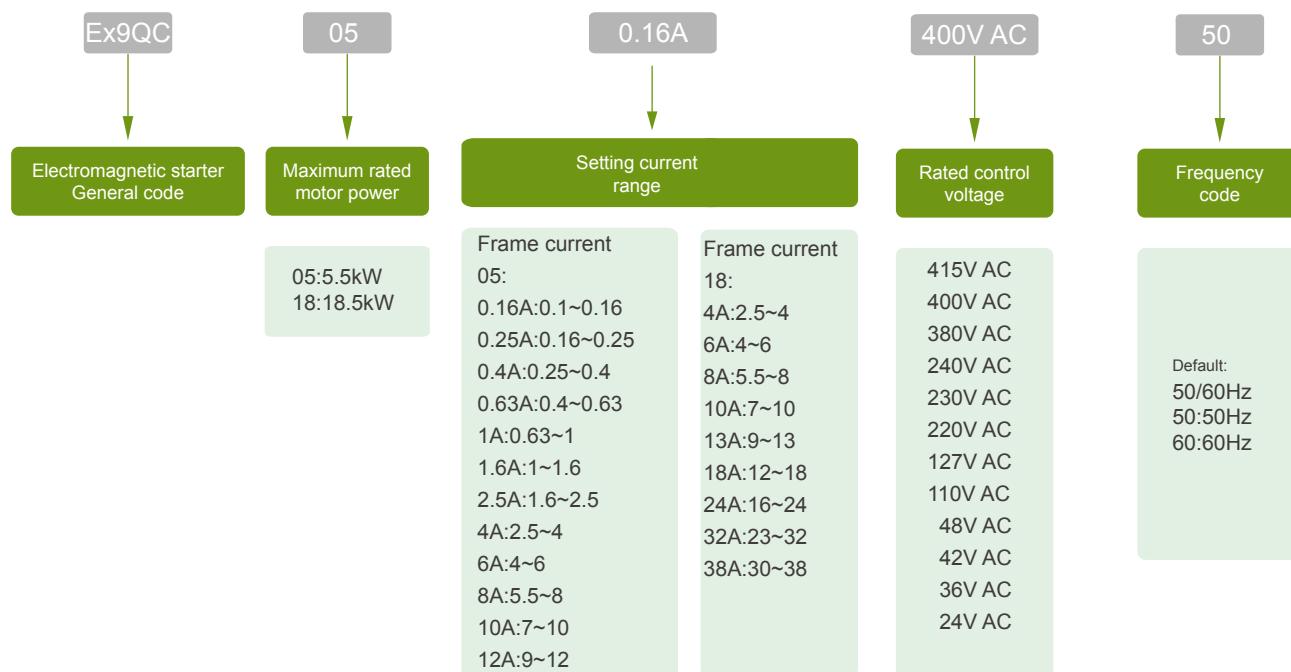 Ex9QC
05
0.16A
400V AC
50
Electromagnetic starter
General code
Maximum rated
motor power
Setting current
range
Rated control
voltage
Frequency
code
05:5.5kW
18:18.5kW
Frame current
05:
0.16A:0.1~0.16
0.25A:0.16~0.25
0.4A:0.25~0.4
0.63A:0.4~0.63
1A:0.63~1
1.6A:1~1.6
2.5A:1.6~2.5
4A:2.5~4
6A:4~6
8A:5.5~8
10A:7~10
12A:9~12
Frame current
18:
4A:2.5~4
6A:4~6
8A:5.5~8
10A:7~10
13A:9~13
18A:12~18
24A:16~24
32A:23~32
38A:30~38
415V AC
400V AC
380V AC
240V AC
230V AC
220V AC
127V AC
110V AC
48V AC
42V AC
36V AC
24V AC
Default:
50/60Hz
50:50Hz
60:60Hz